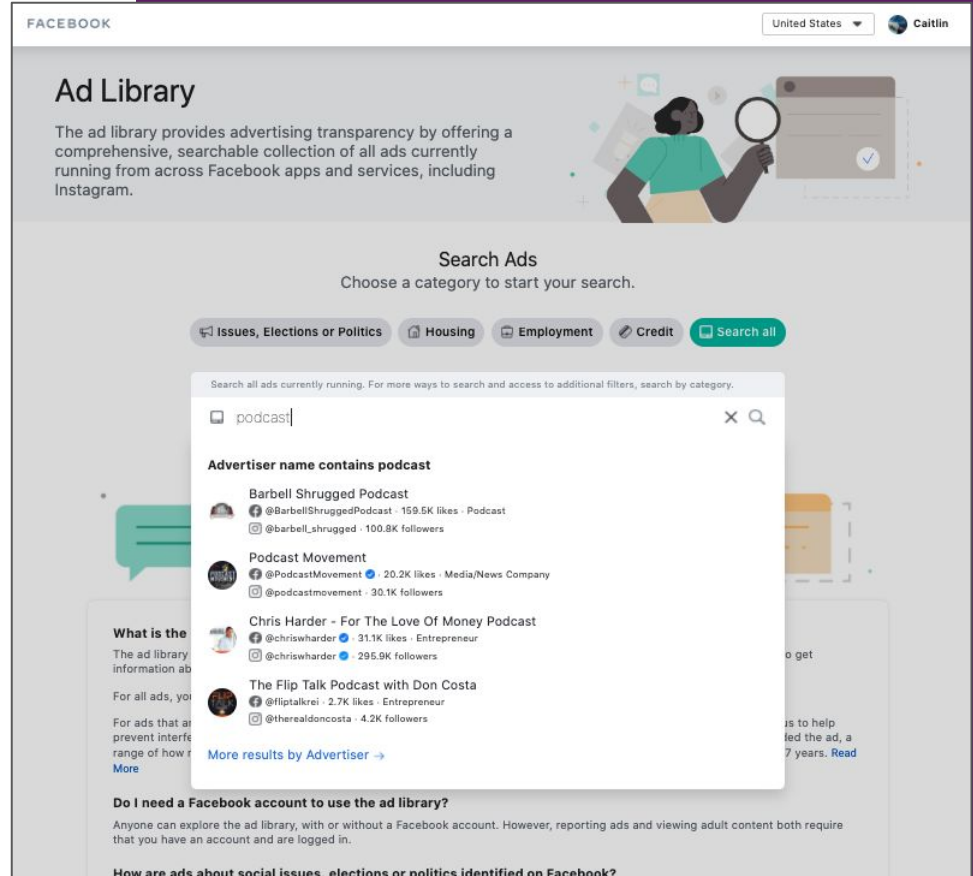 FACEBOOK
United States
Caitlin
Ad Library
The ad library provides advertising transparency by offering a
comprehensive, searchable collection of all ads currently
running from across Facebook apps and services, including
Instagram.
Search Ads
Choose a category to start your search.
Issues, Elections or Politics
Housing
Employment
Credit
Search all
Search all ads currently running. For more ways to search and access to additional filters, search by category.
podcast
Advertiser name contains podcast
Barbell Shrugged Podcast
@BarbellShruggedPodcast · 159.5K likes · Podcast
@barbell_shrugged · 100.8K followers
Podcast Movement
@PodcastMovement · 20.2K likes · Media/News Company
@podcastmovement · 30.1K followers
Chris Harder - For The Love Of Money Podcast
@chriswharder · 31.1K likes · Entrepreneur
@chriswharder · 295.9K followers
The Flip Talk Podcast with Don Costa
@fliptalkrei · 2.7K likes · Entrepreneur
@therealdoncosta · 4.2K followers
More results by Advertiser →
What is the
The ad library o get
information ab
For all ads, you
For ads that ar us to help
prevent interfe ded the ad, a
range of how r 7 years. Read
More
Do I need a Facebook account to use the ad library?
Anyone can explore the ad library, with or without a Facebook account. However, reporting ads and viewing adult content both require
that you have an account and are logged in.
How are ads about social issues, elections or politics identified on Facebook?